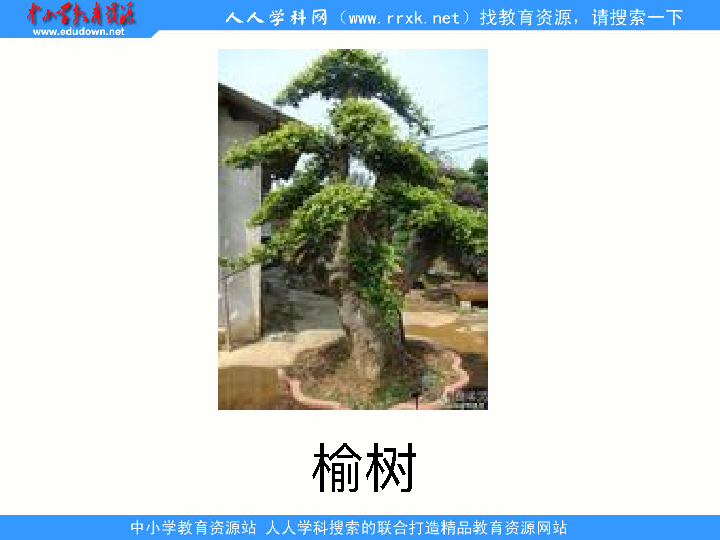 中小学教育资源
www.edudown.net
人人学科网（www.rrxk.net）找教育资源，请搜索一下
榆树
中小学教育资源站 人人学科搜索的联合打造精品教育资源网站